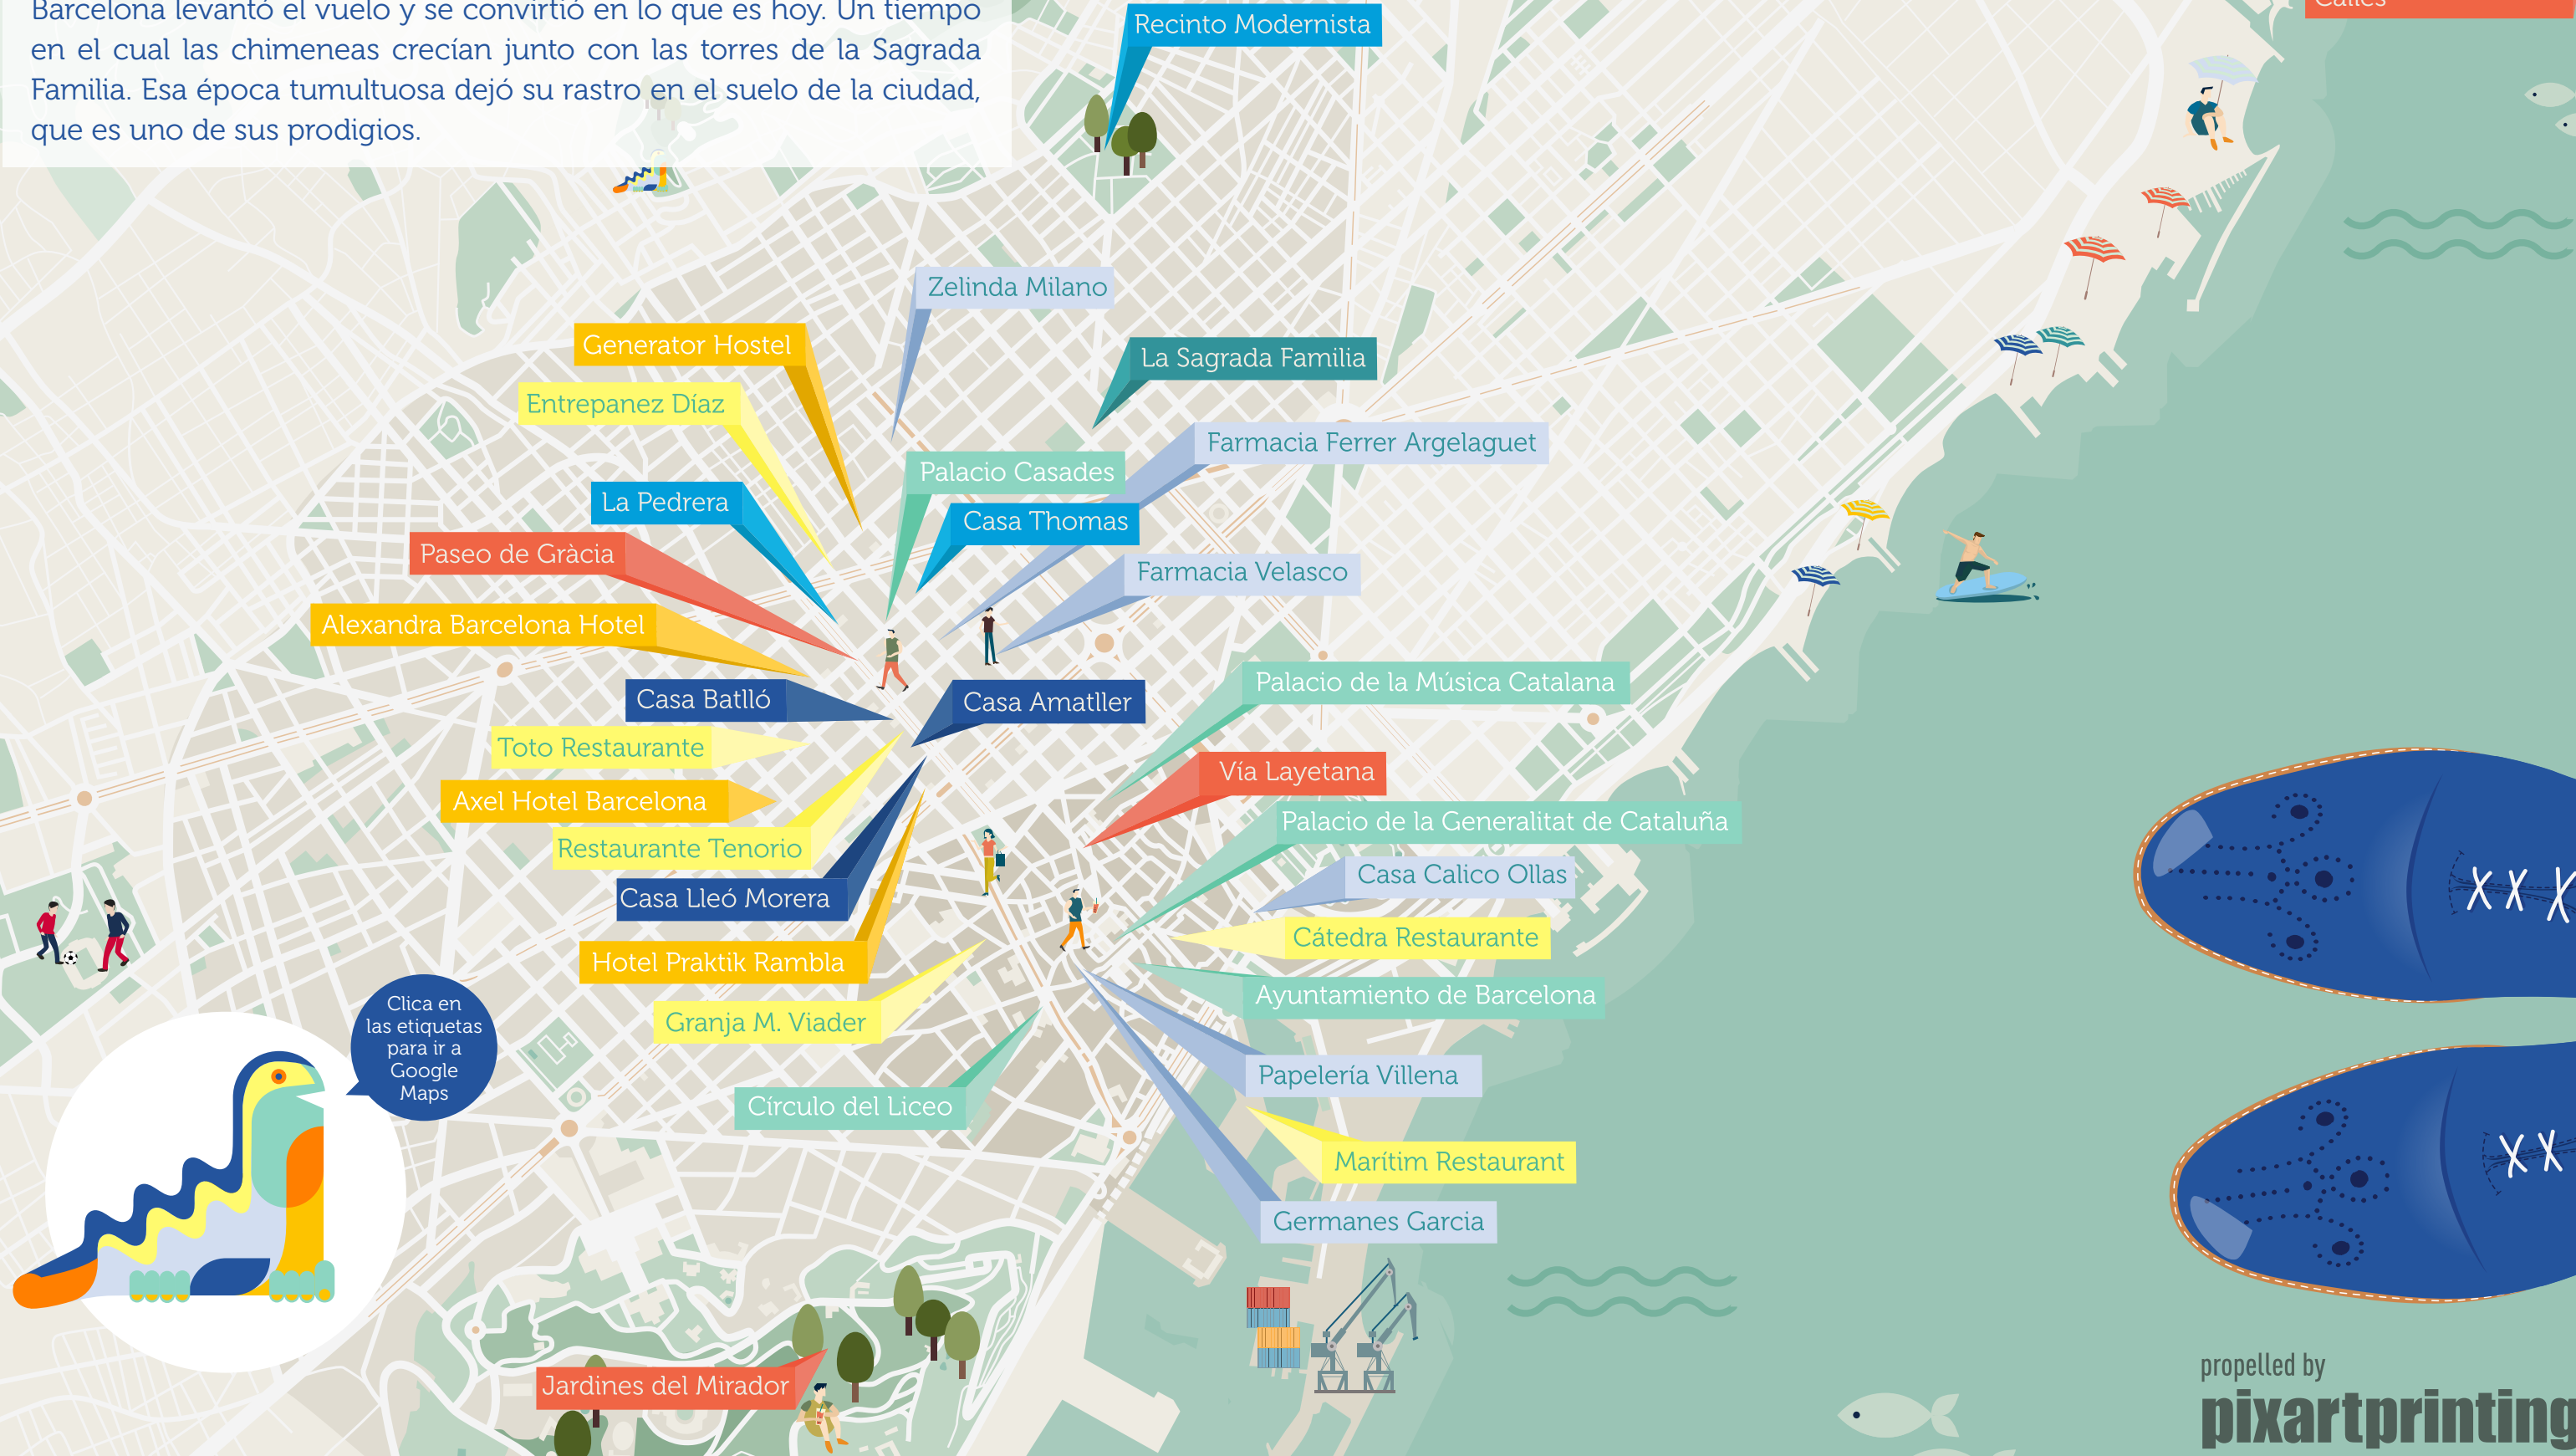 Barcelona levantó el vuelo y se convirtió en lo que es hoy. Un tiempo
en el cual las chimeneas crecían junto con las torres de la Sagrada
Familia. Esa época tumultuosa dejó su rastro en el suelo de la ciudad,
que es uno de sus prodigios.
Calles
Recinto Modernista
Zelinda Milano
Generator Hostel
La Sagrada Familia
Entrepanez Díaz
Farmacia Ferrer Argelaguet
Palacio Casades
La Pedrera
Casa Thomas
Paseo de Gràcia
Farmacia Velasco
Alexandra Barcelona Hotel
Palacio de la Música Catalana
Casa Batlló
Casa Amatller
Toto Restaurante
Vía Layetana
Axel Hotel Barcelona
Palacio de la Generalitat de Cataluña
Restaurante Tenorio
Casa Calico Ollas
Casa Lleó Morera
Cátedra Restaurante
Hotel Praktik Rambla
Ayuntamiento de Barcelona
Granja M. Viader
Clica en
las etiquetas
para ir a
Google
Maps
Papelería Villena
Círculo del Liceo
Marítim Restaurant
Germanes Garcia
Jardines del Mirador
propelled by
pixartprinting